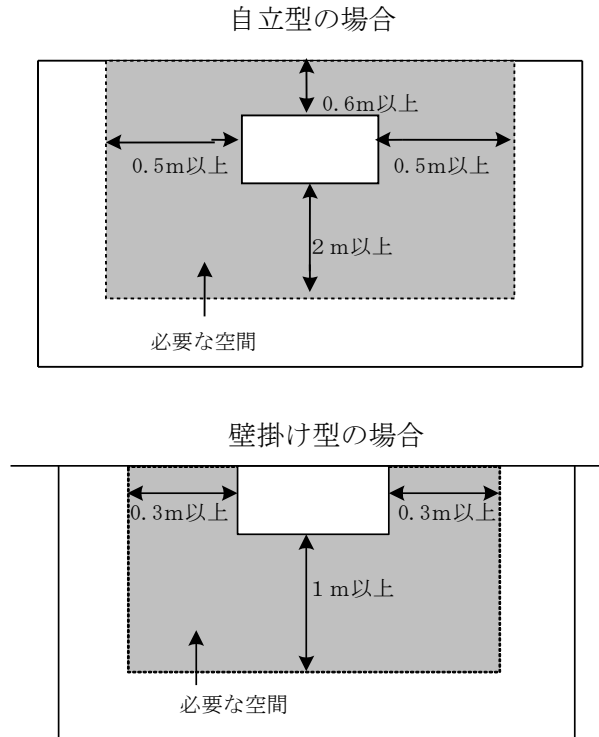 自立型の場合
0.6m以上
0.5m以上
0.5m以上
2m以上
必要な空間
壁掛け型の場合
0.3m以上
0.3m以上
1m以上
必要な空間